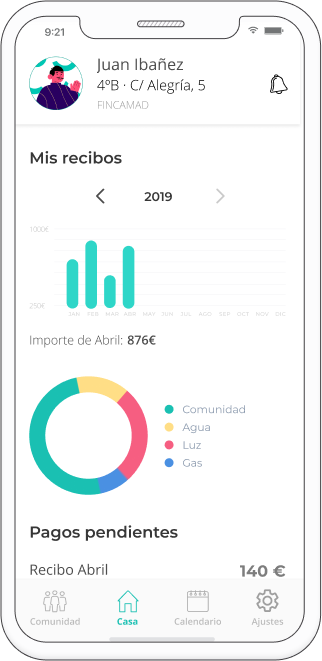 9:21
Juan Ibañez
4ºB · C/ Alegría, 5
FINCAMAD
Mis recibos
2019
1000€
250€
JAN FEB MAR ABR MAY TUN JUL AGO SEP OCT NOV DIC
Importe de Abril: 876€
Comunidad
Agua
Luz
Gas
Pagos pendientes
Recibo Abril 140 €
Comunidad Casa Calendario Ajustes